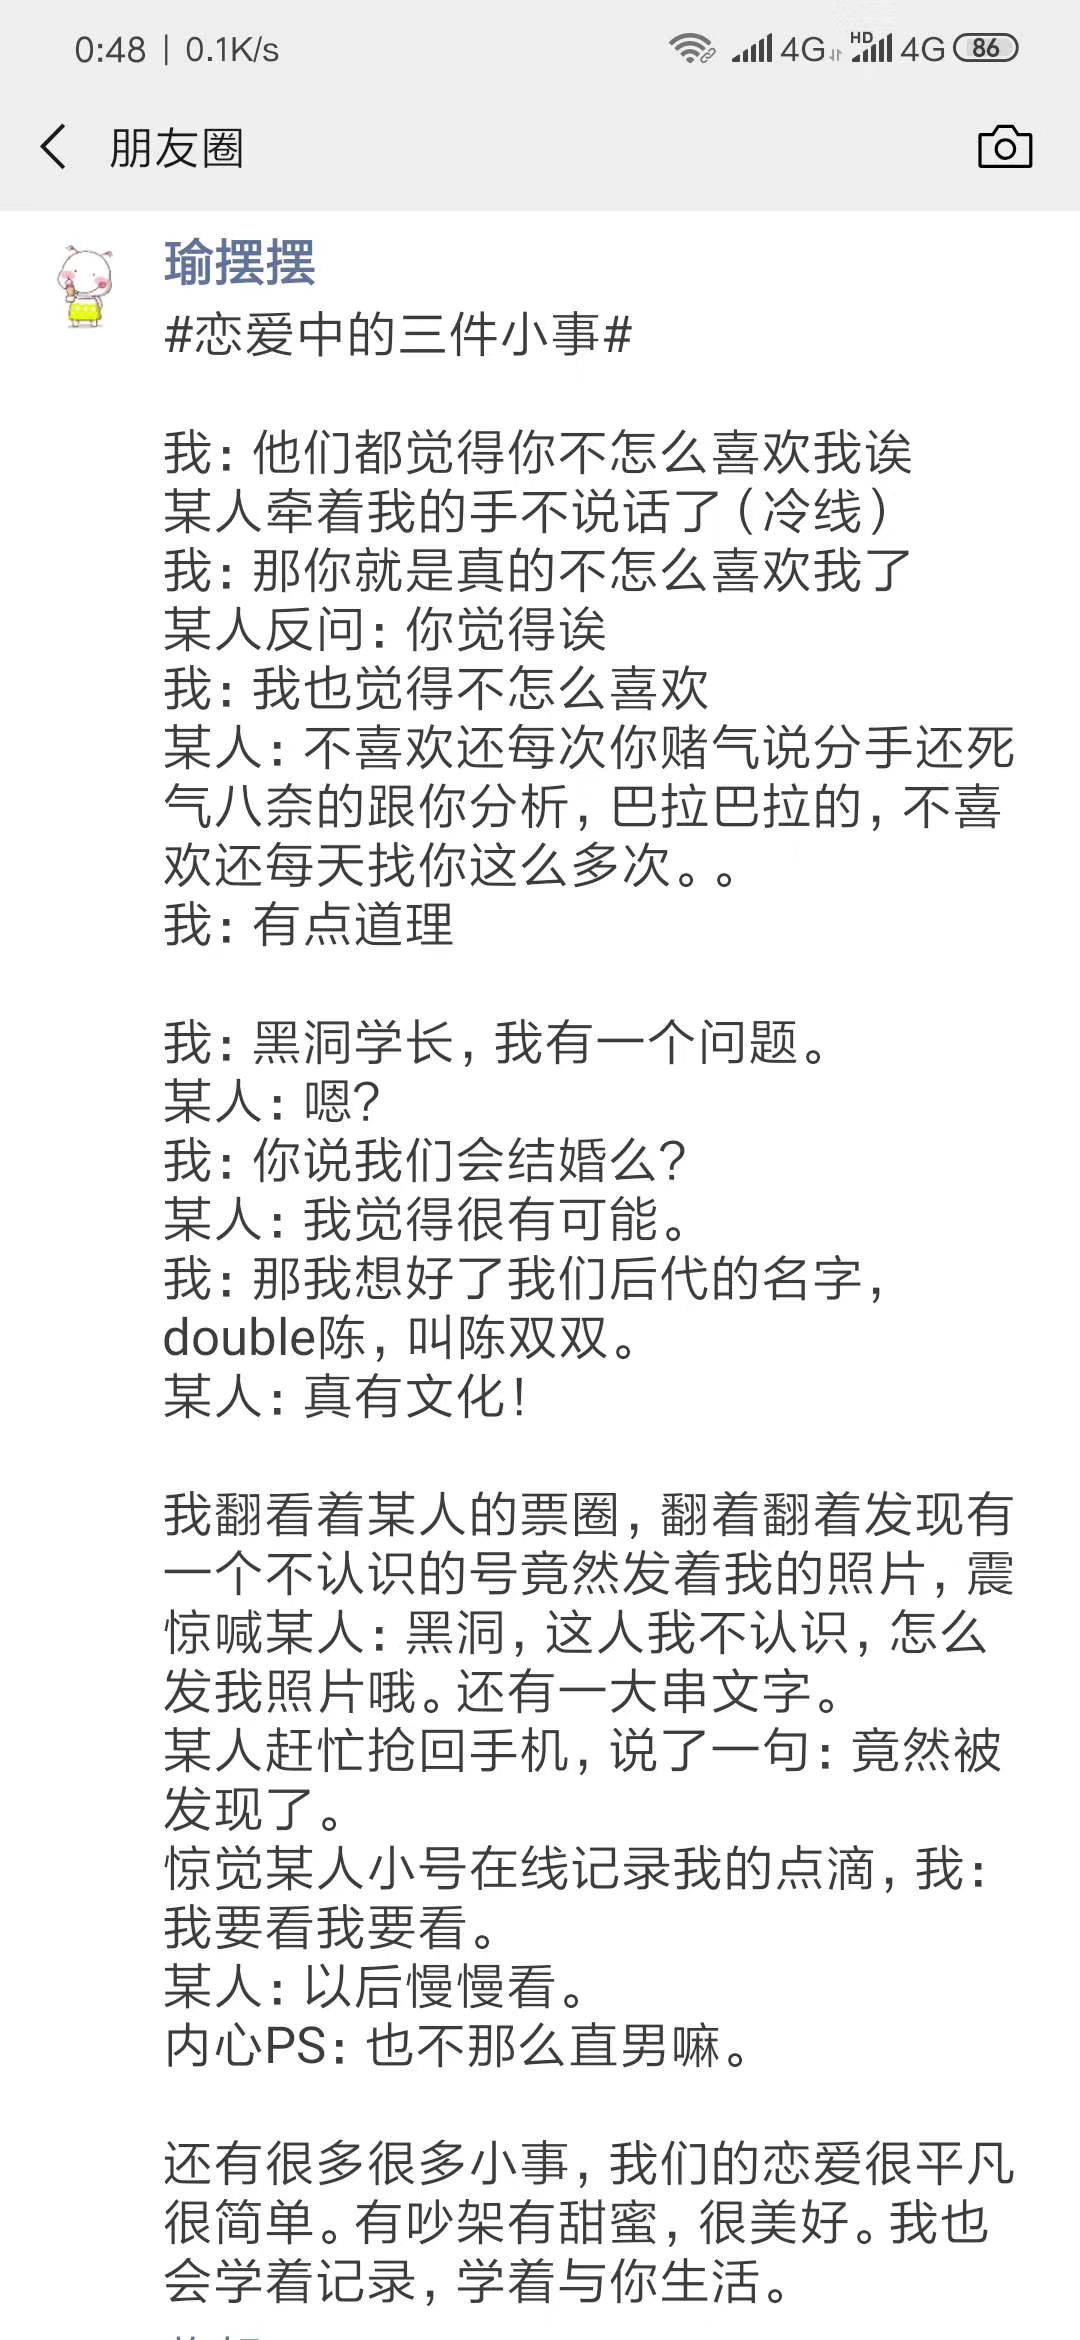 0:48 | 0.1K/s 4G HD 4G 86
朋友圈
瑜摆摆
#恋爱中的三件小事#
我：他们都觉得你不怎么喜欢我诶
某人牵着我的手不说话了（冷线）
我：那你就是真的不怎么喜欢我了
某人反问：你觉得诶
我：我也觉得不怎么喜欢
某人：不喜欢还每次你赌气说分手还死
气八奈的跟你分析，巴拉巴拉的，不喜
欢还每天找你这么多次。。
我：有点道理
我：黑洞学长，我有一个问题。
某人：嗯？
我：你说我们会结婚么？
某人：我觉得很有可能。
我：那我想好了我们后代的名字，
double陈，叫陈双双。
某人：真有文化！
我翻看着某人的票圈，翻着翻着发现有
一个不认识的号竟然发着我的照片，震
惊喊某人：黑洞，这人我不认识，怎么
发我照片哦。还有一大串文字。
某人赶忙抢回手机，说了一句：竟然被
发现了。
惊觉某人小号在线记录我的点滴，我：
我要看我要看。
某人：以后慢慢看。
内心PS：也不那么直男嘛。
还有很多很多小事，我们的恋爱很平凡
很简单。有吵架有甜蜜，很美好。我也
会学着记录，学着与你生活。